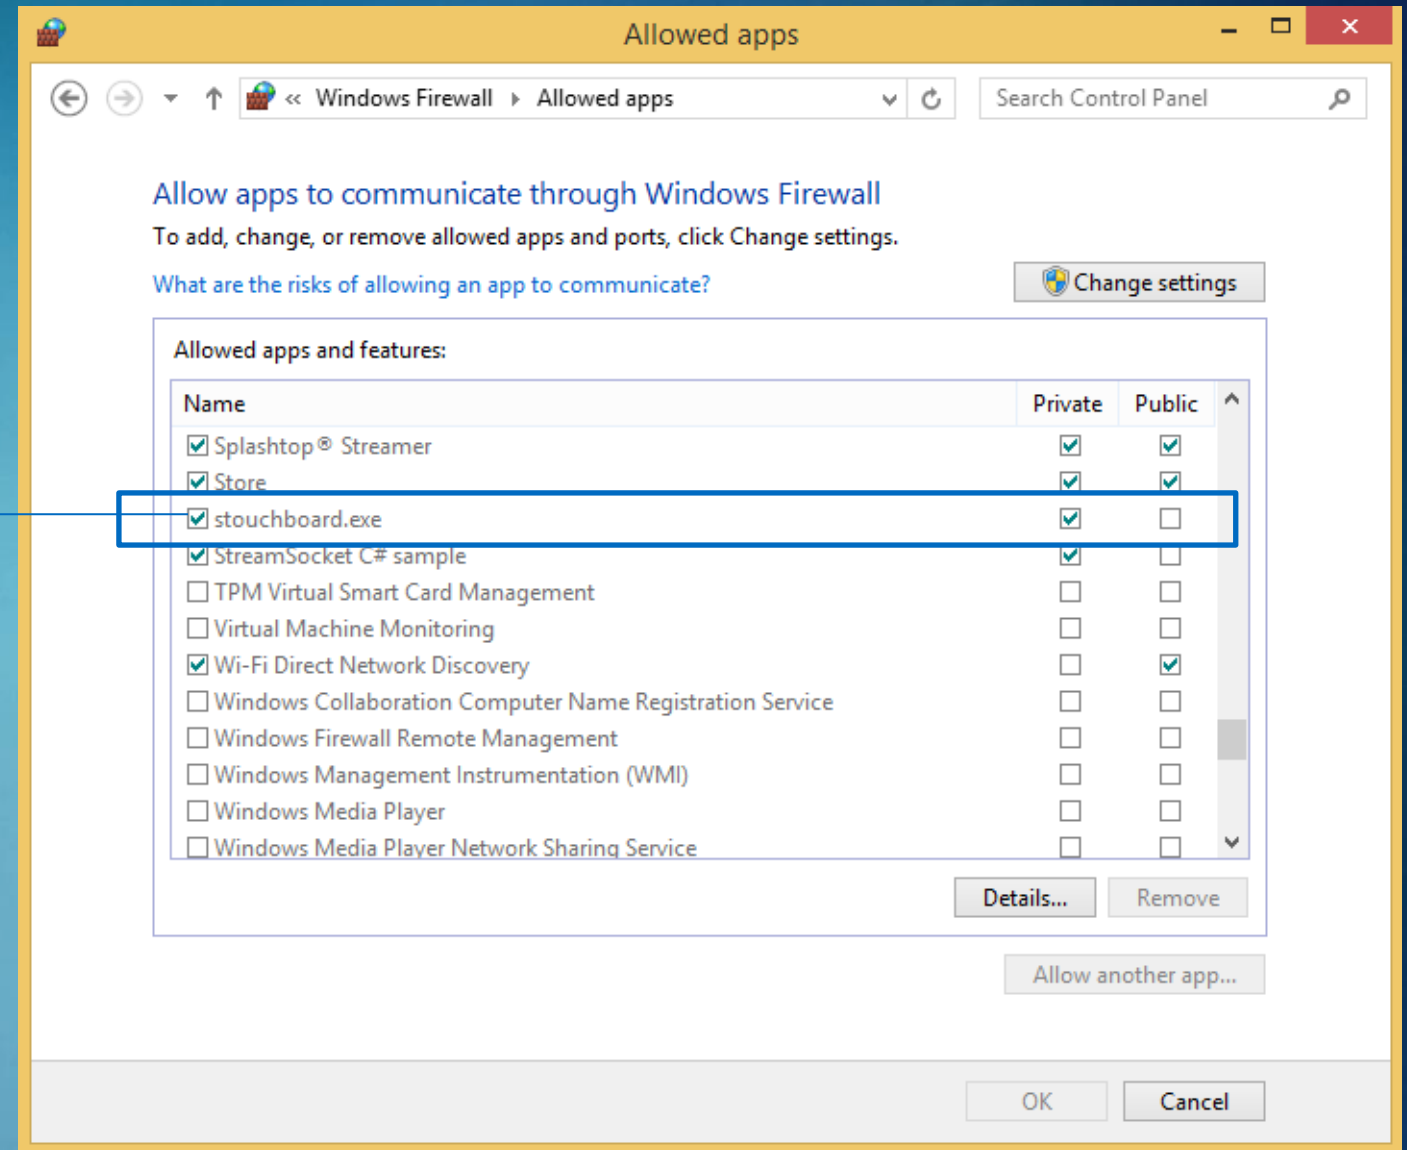 Allowed apps
« Windows Firewall Allowed apps
Search Control Panel
Allow apps to communicate through Windows Firewall
To add, change, or remove allowed apps and ports, click Change settings.
What are the risks of allowing an app to communicate?
Change settings
Allowed apps and features:
Name Private Public
Splashtop® Streamer
Store
stouchboard.exe
StreamSocket C# sample
TPM Virtual Smart Card Management
Virtual Machine Monitoring
Wi-Fi Direct Network Discovery
Windows Collaboration Computer Name Registration Service
Windows Firewall Remote Management
Windows Management Instrumentation (WMI)
Windows Media Player
Windows Media Player Network Sharing Service
Details... Remove
Allow another app...
OK Cancel